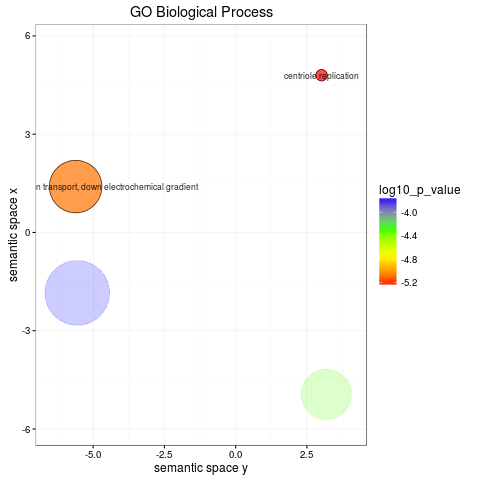 GO Biological Process
6
3
0
-3
-6
semantic space x
centriole replication
n transport, down electrochemical gradient
-5.0
-2.5
0.0
2.5
semantic space y
log10_p_value
-4.0
-4.4
-4.8
-5.2